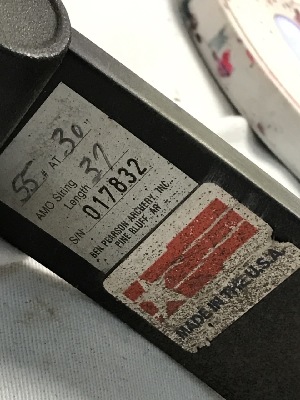 55 # AT 30"
AMO String
Length 37
S/N 017832
BEN PEARSON ARCHERY, INC.
PINE BLUFF, AR
MADE IN THE U.S.A.